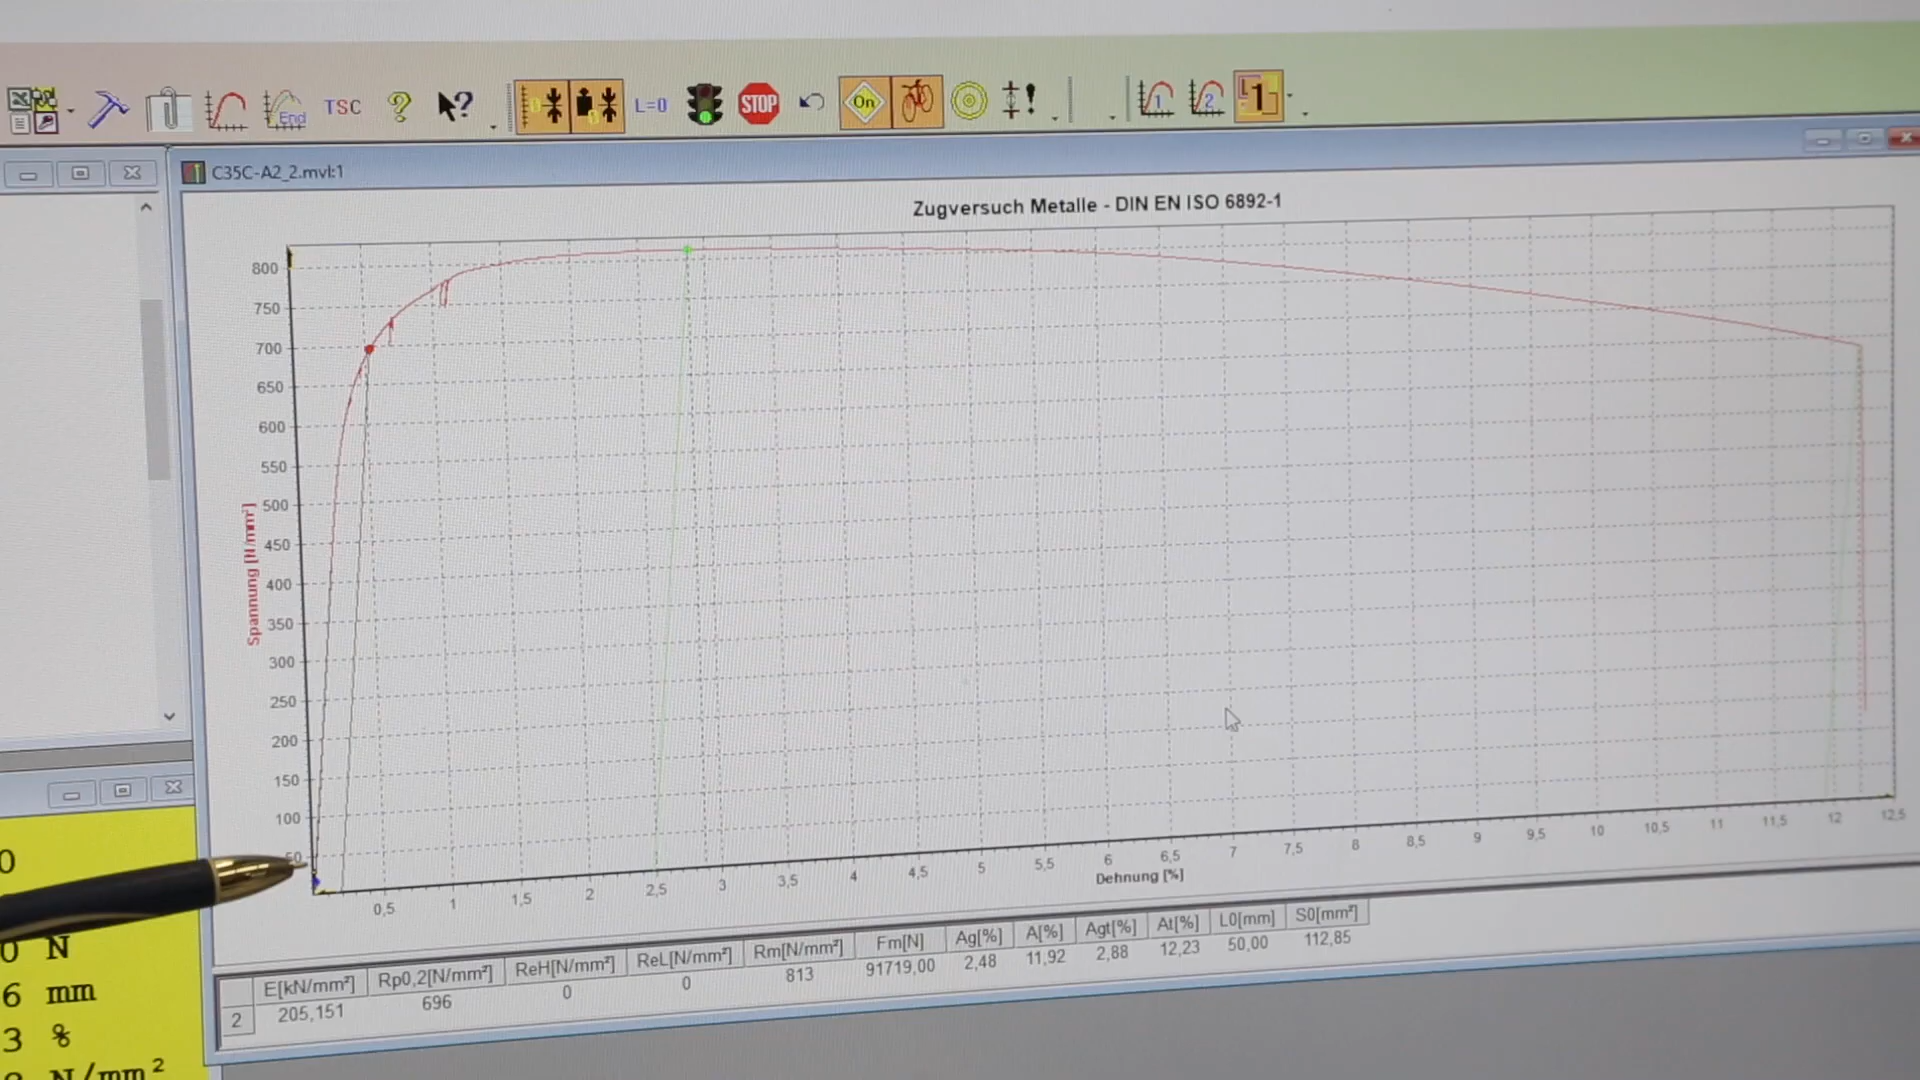 End TSC ? ? L=0 STOP On ! 1 2 1
C35C-A2_2.mvl:1
Zugversuch Metalle - DIN EN ISO 6892-1
800
750
700
650
600
550
500
450
400
350
300
250
200
150
100
50
Spannung [N/mm²]
0,5 1 1,5 2 2,5 3 3,5 4 4,5 5 5,5 6 6,5 7 7,5 8 8,5 9 9,5 10 10,5 11 11,5 12 12,5
Dehnung [%]
E[kN/mm²] Rp0,2[N/mm²] ReH[N/mm²] ReL[N/mm²] Rm[N/mm²] Fm[N] Ag[%] A[%] Agt[%] At[%] L0[mm] S0[mm²]
2 205,151 696 0 0 813 91719,00 2,48 11,92 2,88 12,23 50,00 112,85
0
0 N
6 mm
3 %
N/mm²